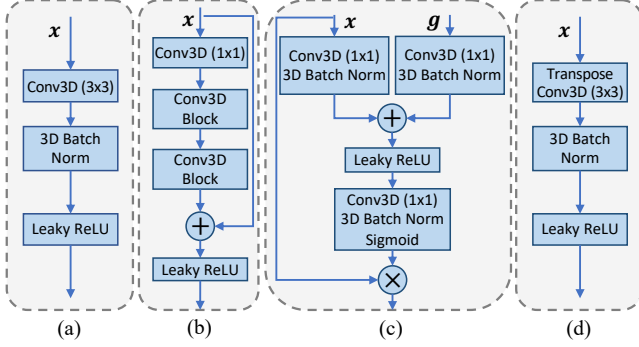 x
Conv3D (3x3)
3D Batch
Norm
Leaky ReLU
(a)
x
Conv3D (1x1)
Conv3D
Block
Conv3D
Block
+
Leaky ReLU
(b)
x
g
Conv3D (1x1)
3D Batch Norm
Conv3D (1x1)
3D Batch Norm
+
Leaky ReLU
Conv3D (1x1)
3D Batch Norm
Sigmoid
×
(c)
x
Transpose
Conv3D (3x3)
3D Batch
Norm
Leaky ReLU
(d)